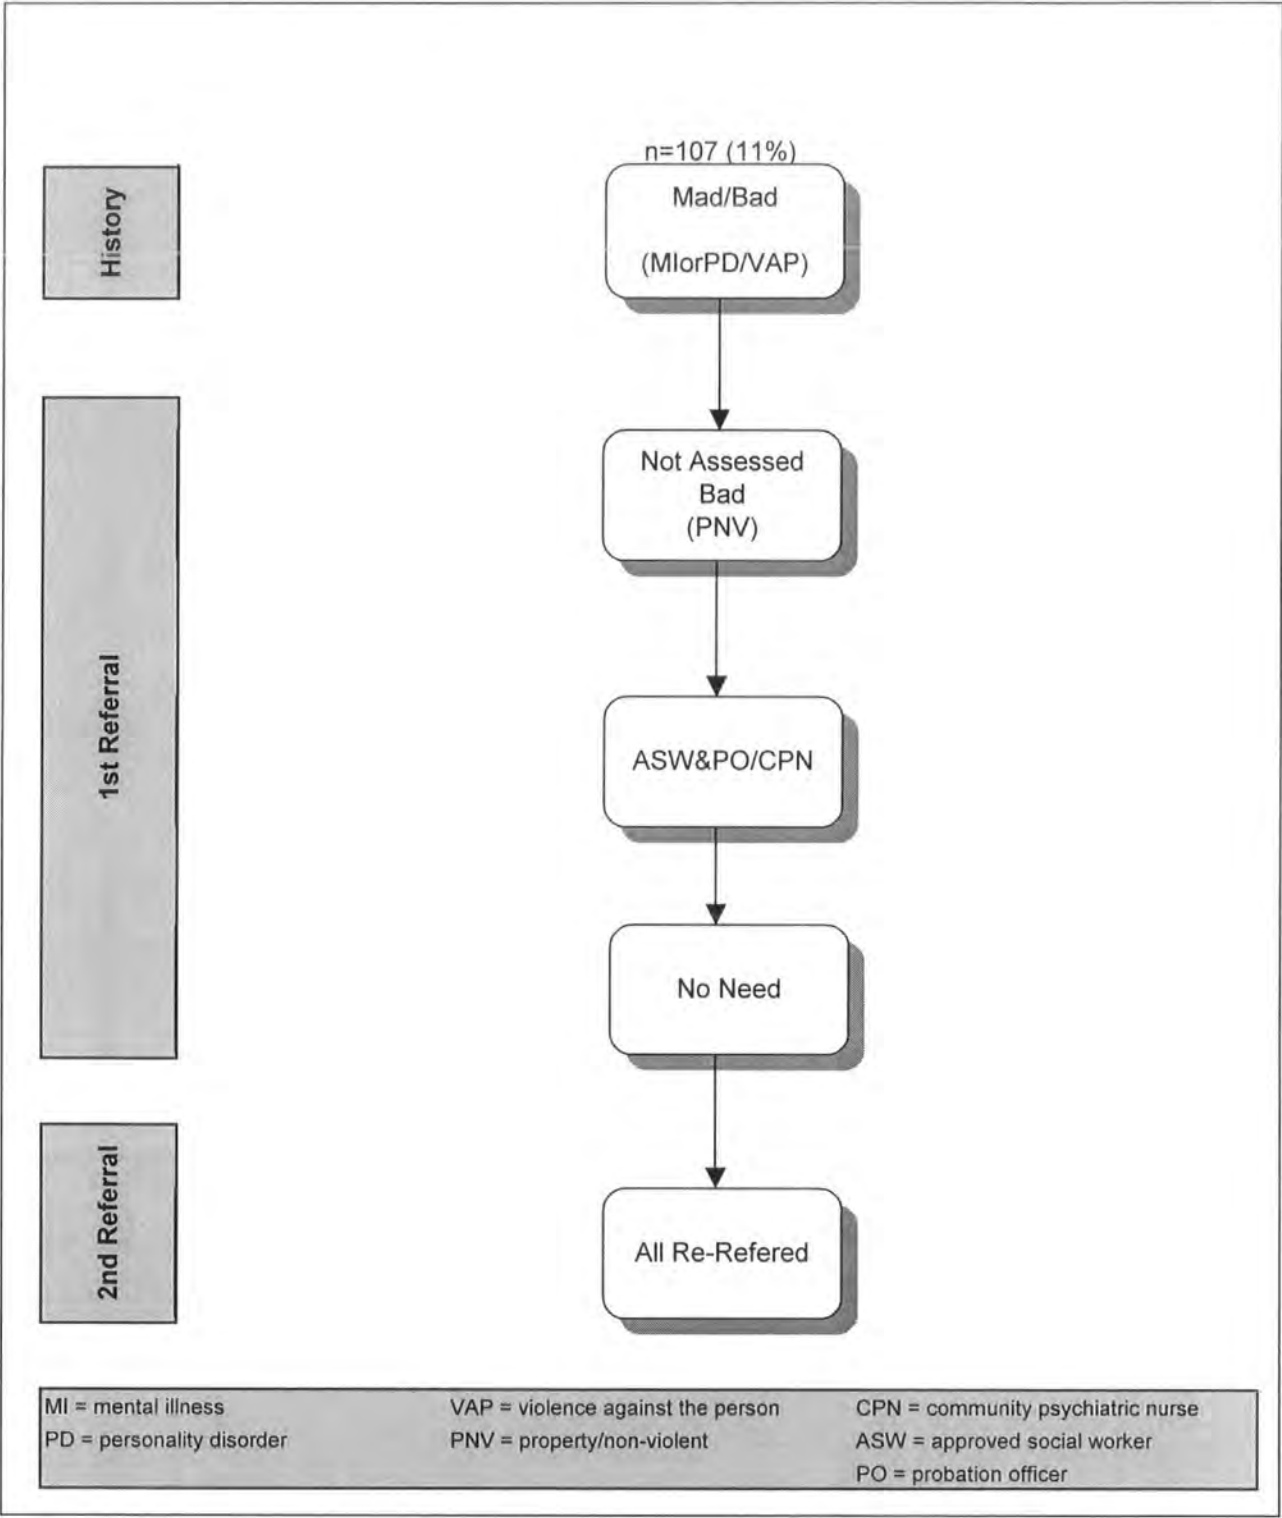 n=107 (11%)
History
Mad/Bad
(MIorPD/VAP)
1st Referral
Not Assessed
Bad
(PNV)
ASW&PO/CPN
No Need
2nd Referral
All Re-Refered
MI = mental illness
PD = personality disorder
VAP = violence against the person
PNV = property/non-violent
CPN = community psychiatric nurse
ASW = approved social worker
PO = probation officer